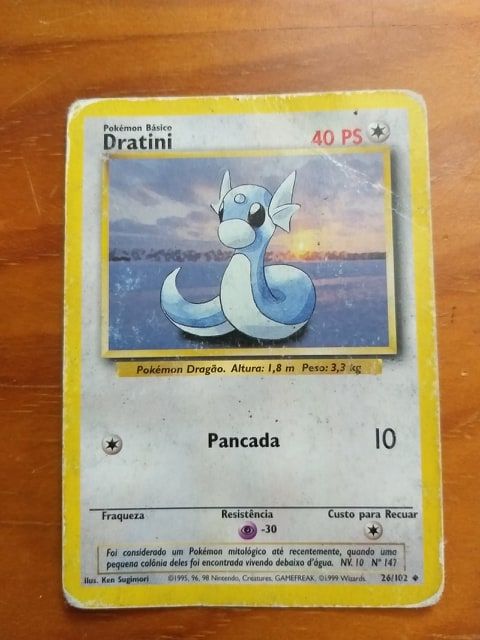 Pokémon Básico
Dratini
40 PS
Pokémon Dragão. Altura: 1,8 m Peso: 3,3 kg
Pancada 10
Fraqueza Resistência Custo para Recuar
-30
Foi considerado um Pokémon mitológico até recentemente, quando uma
pequena colônia deles foi encontrada vivendo debaixo d'água. NV. 10 Nº 147
Ilus. Ken Sugimori ©1995, 96, 98 Nintendo, Creatures, GAMEFREAK. ©1999 Wizards. 26/102